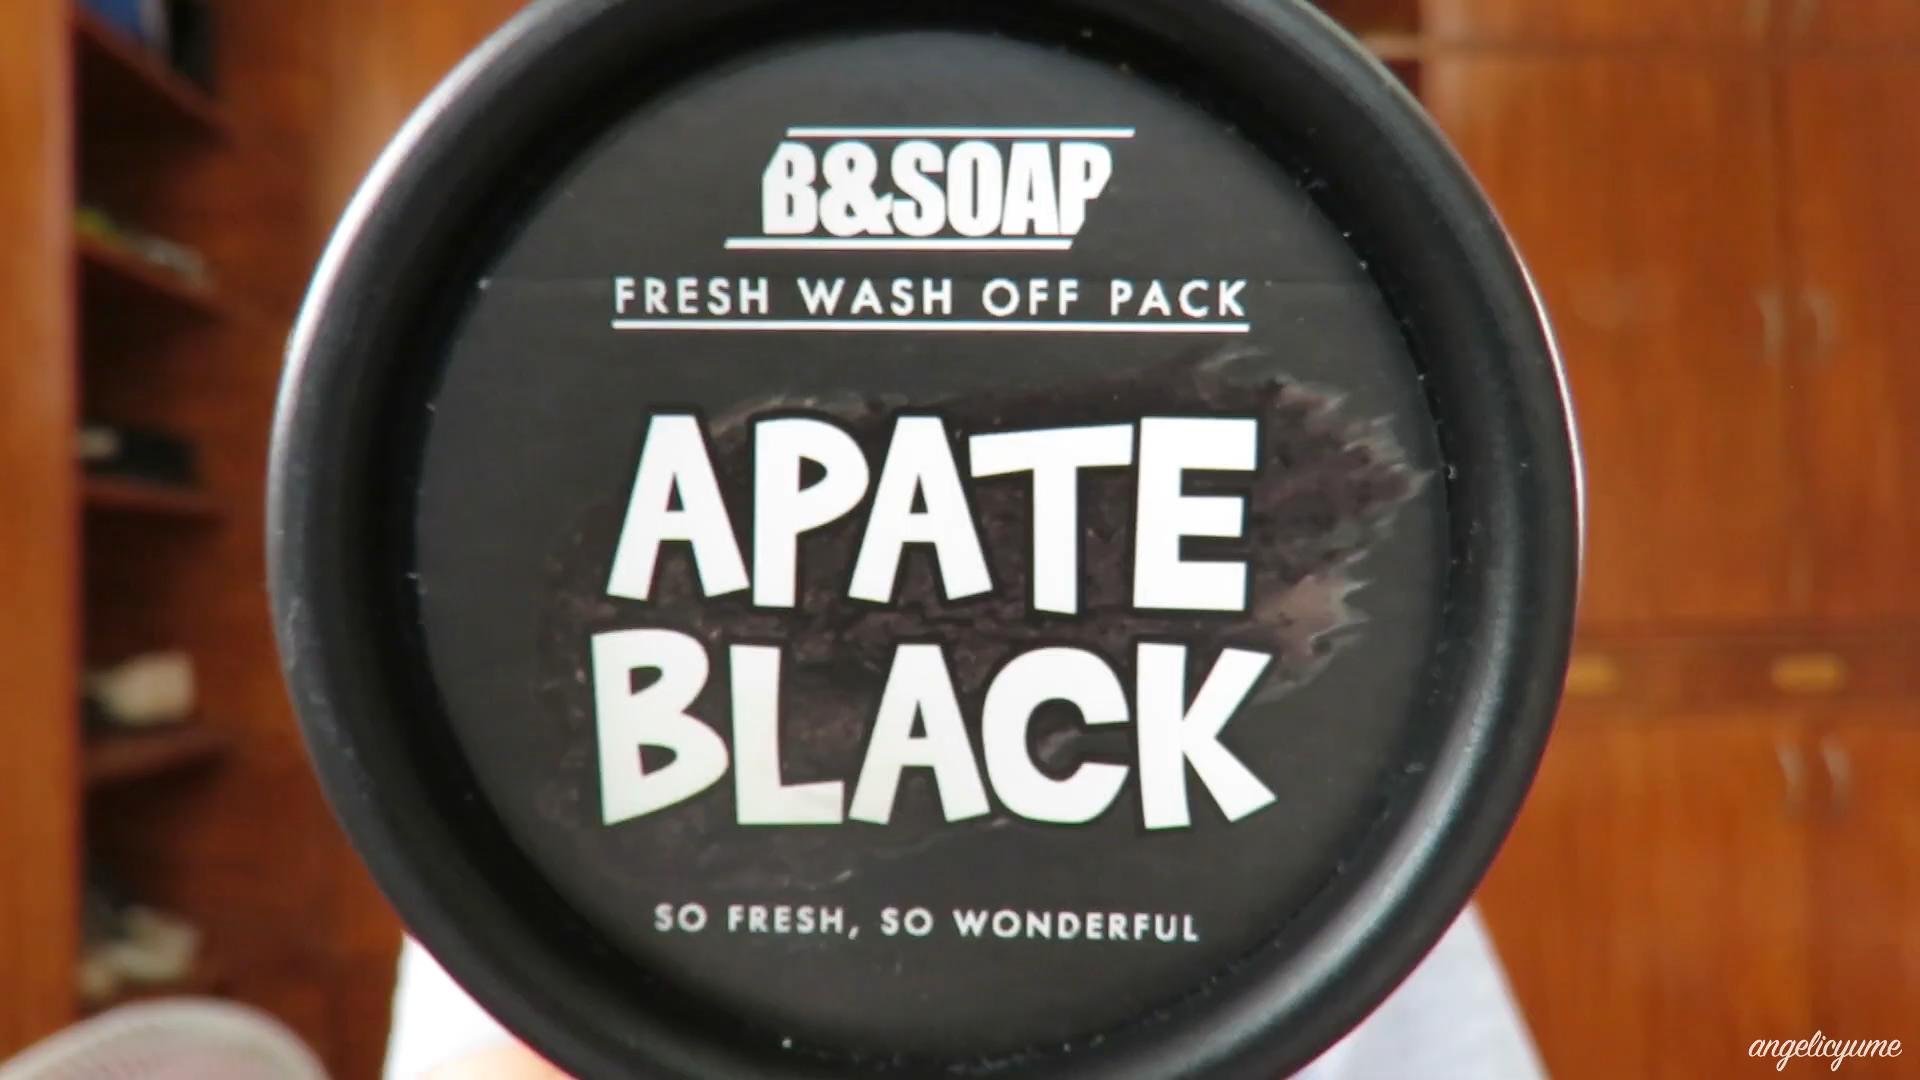 B&SOAP
FRESH WASH OFF PACK
APATE
BLACK
SO FRESH, SO WONDERFUL
angelicyume